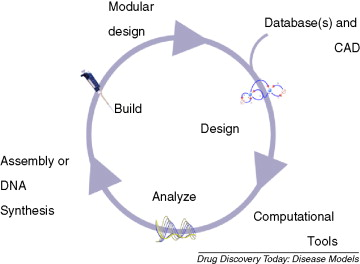 Modular
design
Database(s) and
CAD
Build
Design
Assembly or
DNA
Synthesis
Analyze
Computational
Tools
Drug Discovery Today: Disease Models